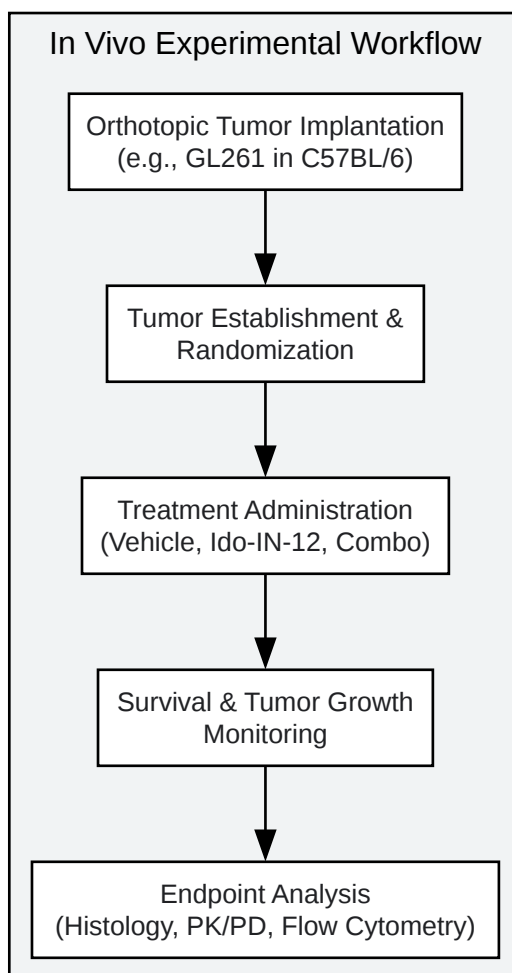 In Vivo Experimental Workflow
Orthotopic Tumor Implantation
(e.g., GL261 in C57BL/6)
Tumor Establishment &
Randomization
Treatment Administration
(Vehicle, Ido-IN-12, Combo)
Survival & Tumor Growth
Monitoring
Endpoint Analysis
(Histology, PK/PD, Flow Cytometry)